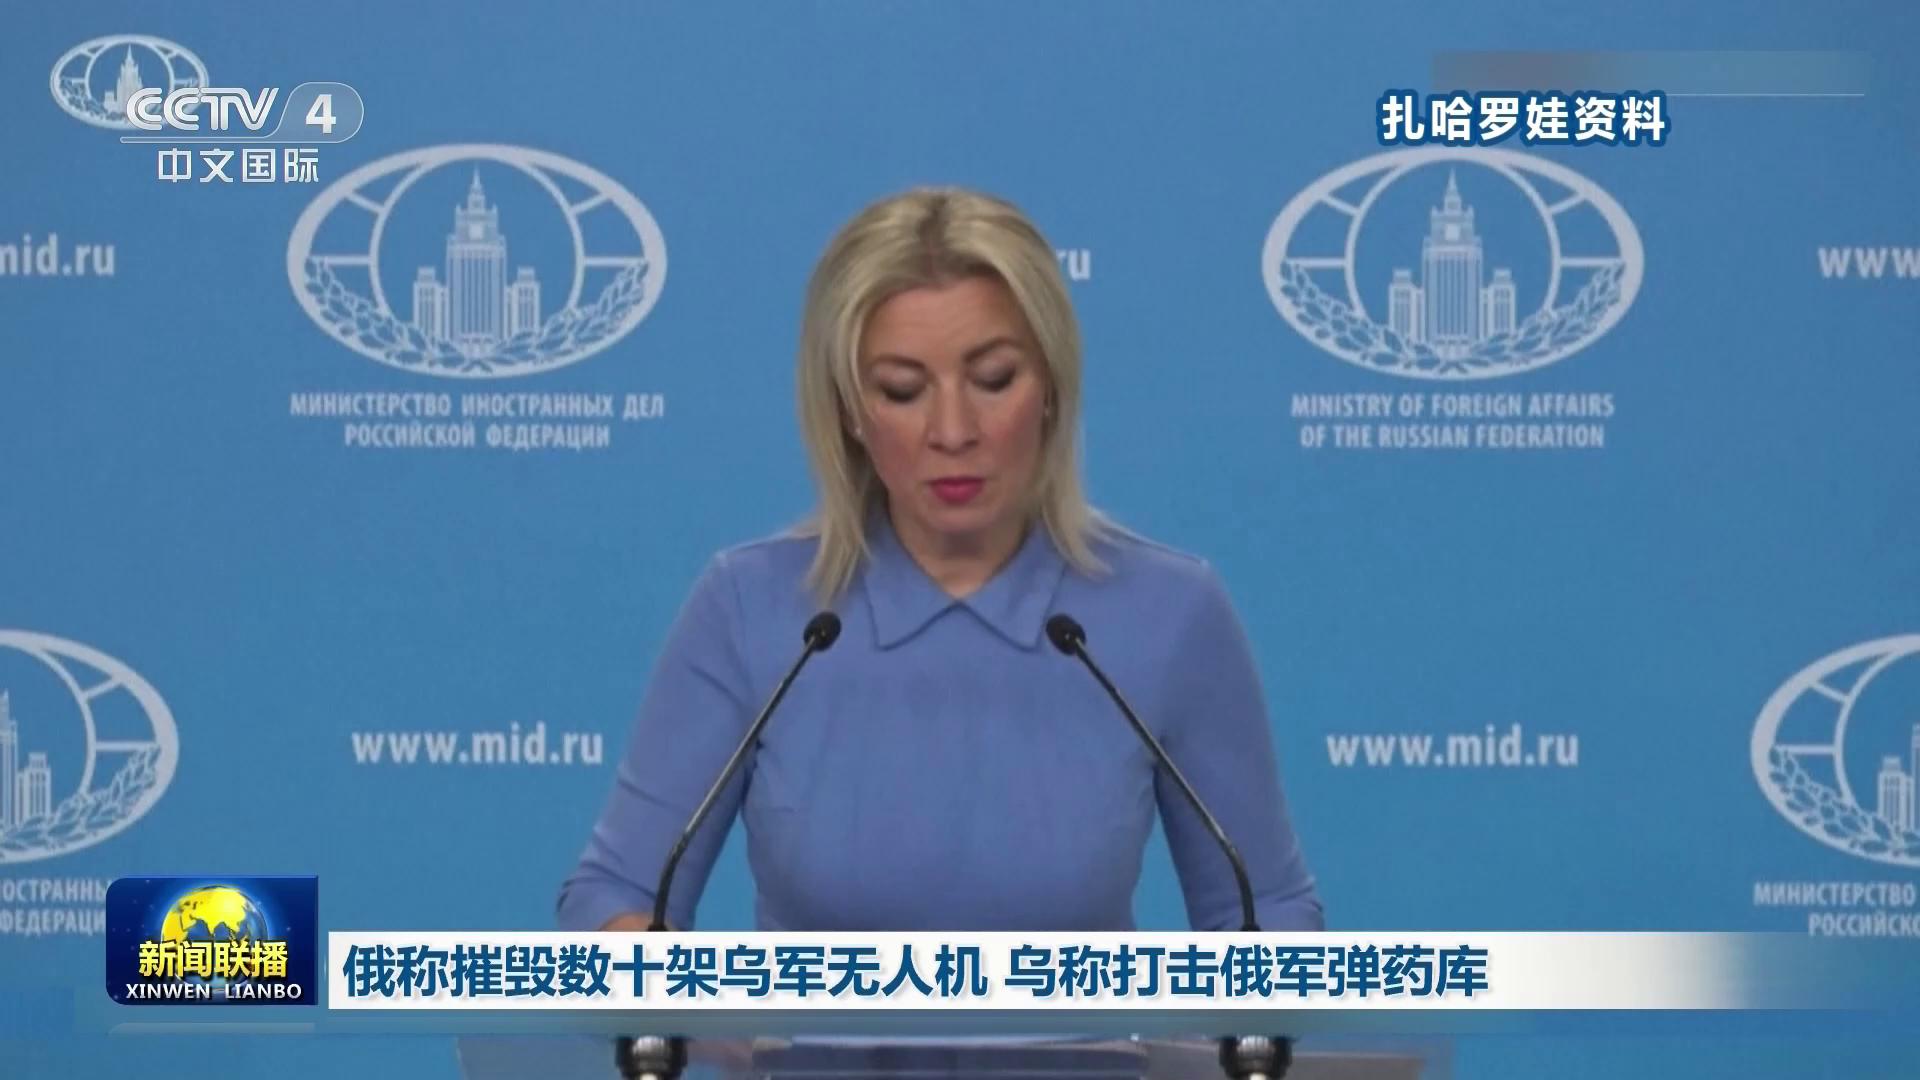 CCTV 4
中文国际
扎哈罗娃资料
mid.ru
ru
www
МИНИСТЕРСТВО ИНОСТРАННЫХ ДЕЛ
РОССИЙСКОЙ ФЕДЕРАЦИИ
MINISTRY OF FOREIGN AFFAIRS
OF THE RUSSIAN FEDERATION
www.mid.ru
www.mid.ru
МИНИСТЕРСТВО
新闻联播
XINWEN LIANBO
俄称摧毁数十架乌军无人机 乌称打击俄军弹药库